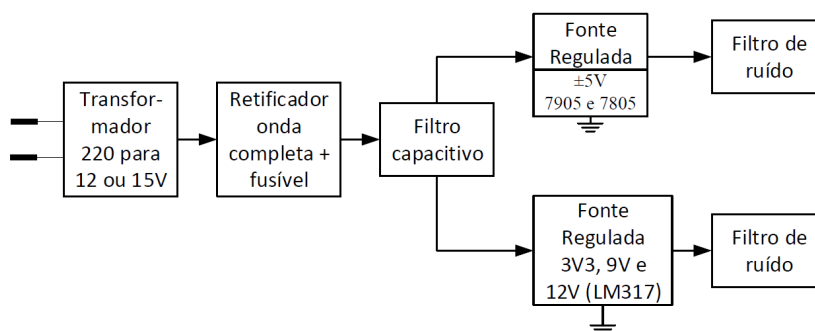 Transfor-
mador
220 para
12 ou 15V
Retificador
onda
completa +
fusível
Filtro
capacitivo
Fonte
Regulada
±5V
7905 e 7805
Filtro de
ruído
Fonte
Regulada
3V3, 9V e
12V (LM317)
Filtro de
ruído